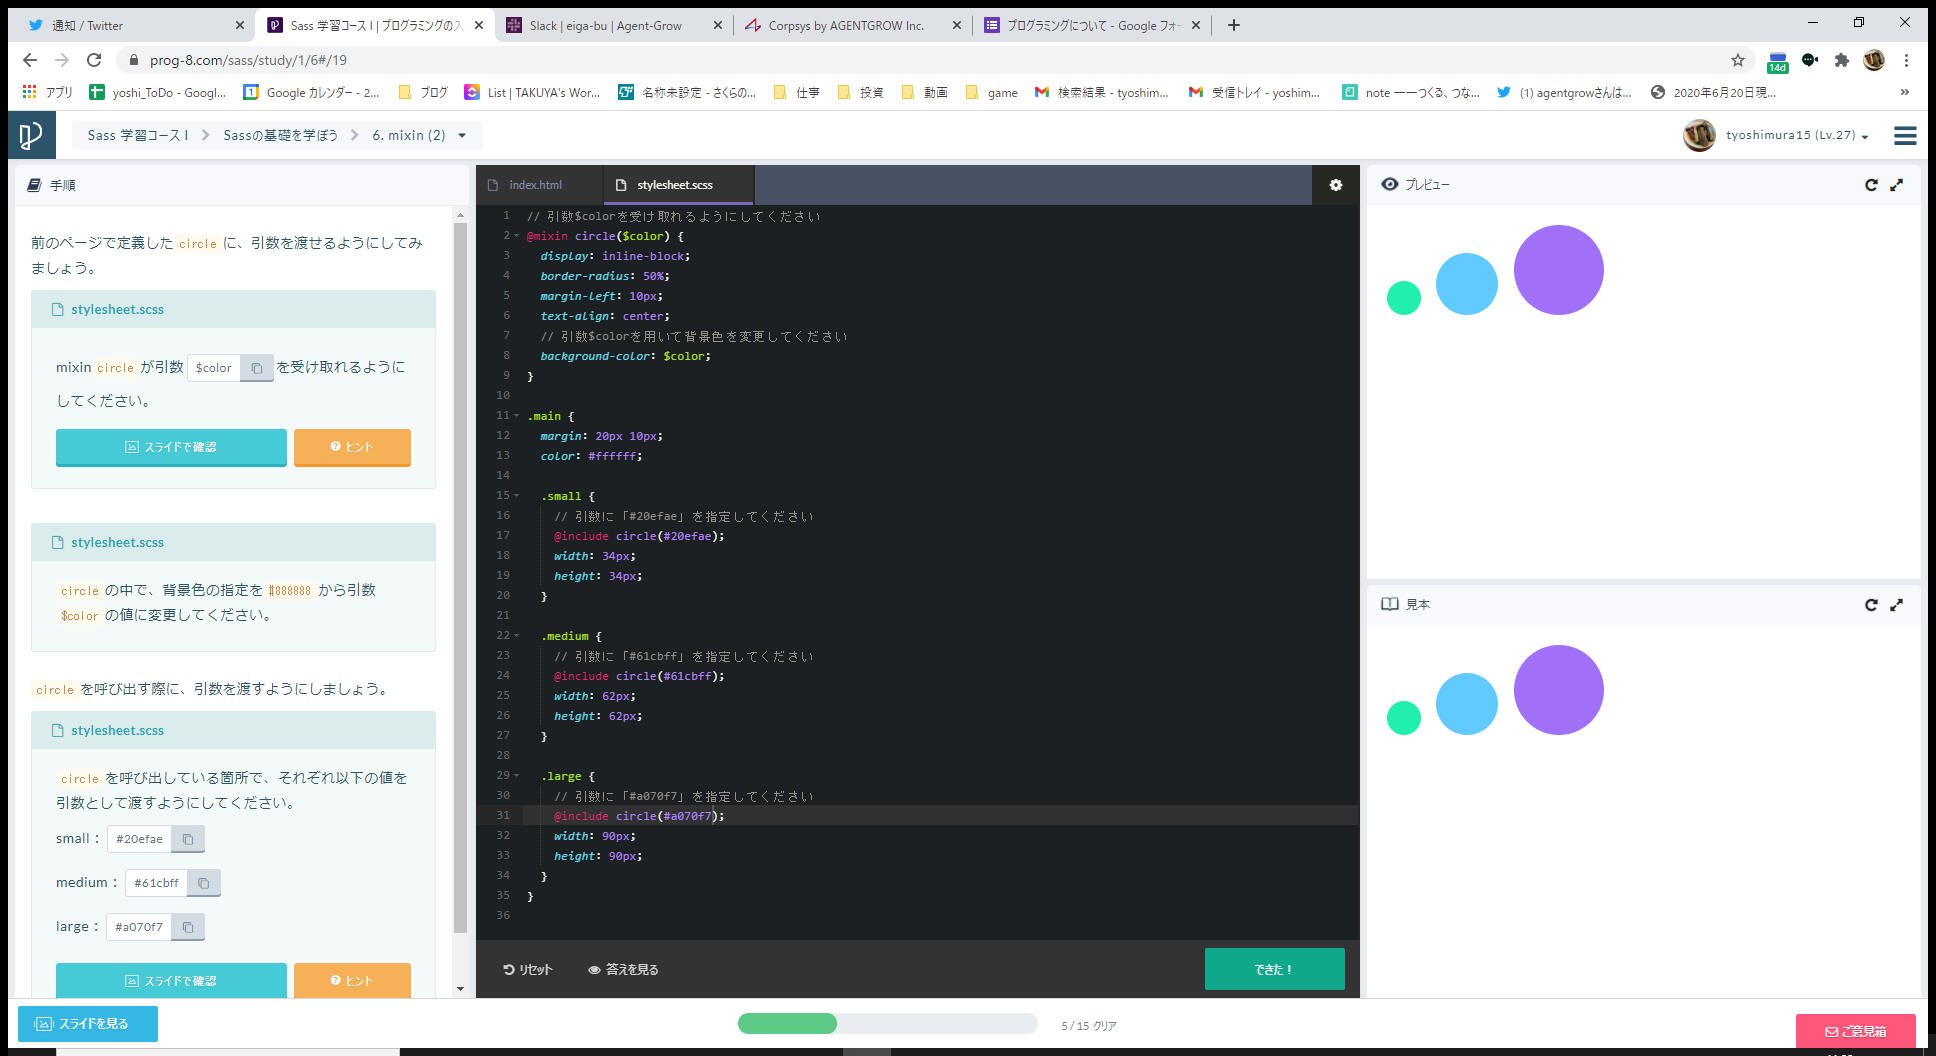 通知 / Twitter
Sass 学習コース I | プログラミングの入
Slack | eiga-bu | Agent-Grow
Corpsys by AGENTGROW Inc.
プログラミングについて - Google フォー
prog-8.com/sass/study/1/6#/19
14d
アプリ
yoshi_ToDo - Googl...
Google カレンダー - 2...
ブログ
List | TAKUYA's Wor...
名称未設定 - さくらの...
仕事
投資
動画
game
検索結果 - tyoshim...
受信トレイ - yoshim...
note ――つくる、つな...
(1) agentgrowさんは...
2020年6月20日現...
»
Sass 学習コース I
Sassの基礎を学ぼう
6. mixin (2)
tyoshimura15 (Lv.27)
手順
前のページで定義した circle に、引数を渡せるようにしてみ
ましょう。
stylesheet.scss
mixin circle が引数 $color を受け取れるように
してください。
スライドで確認
ヒント
stylesheet.scss
circle の中で、背景色の指定を #888888 から引数
$color の値に変更してください。
circle を呼び出す際に、引数を渡すようにしましょう。
stylesheet.scss
circle を呼び出している箇所で、それぞれ以下の値を
引数として渡すようにしてください。
small： #20efae
medium： #61cbff
large： #a070f7
スライドで確認
ヒント
index.html
stylesheet.scss
1 // 引数$colorを受け取れるようにしてください
2 @mixin circle($color) {
3 display: inline-block;
4 border-radius: 50%;
5 margin-left: 10px;
6 text-align: center;
7 // 引数$colorを用いて背景色を変更してください
8 background-color: $color;
9 }
10
11 .main {
12 margin: 20px 10px;
13 color: #ffffff;
14
15 .small {
16 // 引数に「#20efae」を指定してください
17 @include circle(#20efae);
18 width: 34px;
19 height: 34px;
20 }
21
22 .medium {
23 // 引数に「#61cbff」を指定してください
24 @include circle(#61cbff);
25 width: 62px;
26 height: 62px;
27 }
28
29 .large {
30 // 引数に「#a070f7」を指定してください
31 @include circle(#a070f7);
32 width: 90px;
33 height: 90px;
34 }
35 }
36
リセット
答えを見る
できた！
プレビュー
見本
スライドを見る
5 / 15 クリア
ご意見箱